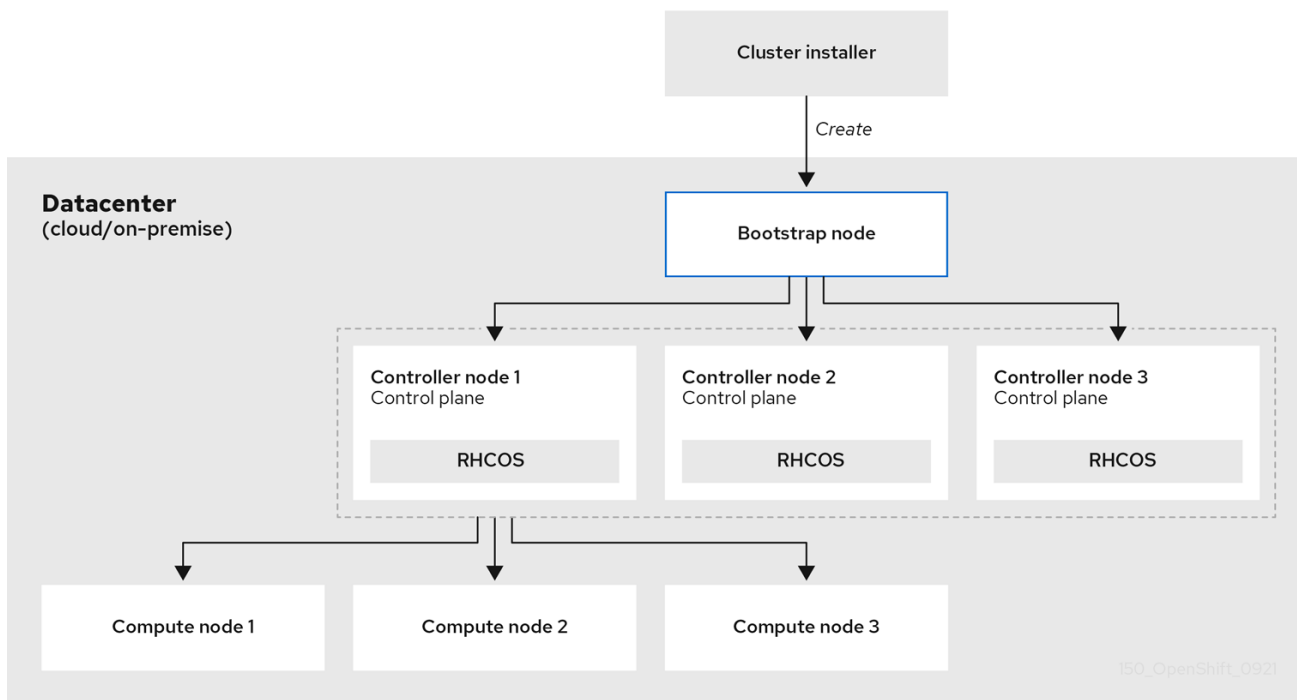 Cluster installer
Create
Datacenter
(cloud/on-premise)
Bootstrap node
Controller node 1
Control plane
RHCOS
Controller node 2
Control plane
RHCOS
Controller node 3
Control plane
RHCOS
Compute node 1
Compute node 2
Compute node 3
150_OpenShift_0921